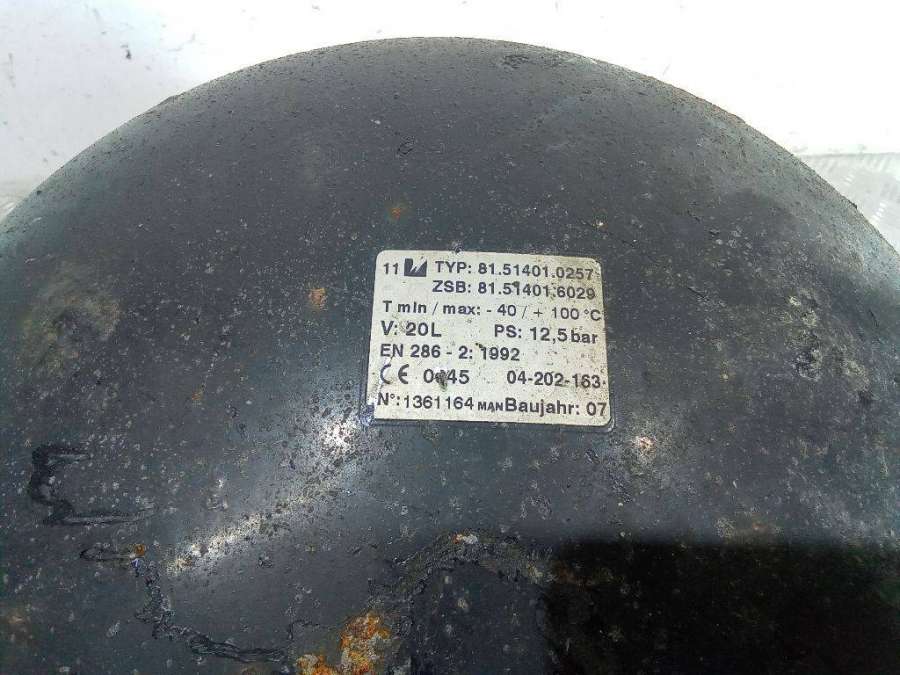 11 TYP: 81.51401.0257
ZSB: 81.51401.6029
T min / max: - 40 / + 100 °C
V: 20L PS: 12,5 bar
EN 286 - 2: 1992
CE 04-202-163
N°: 1361164 MAN Baujahr: 07